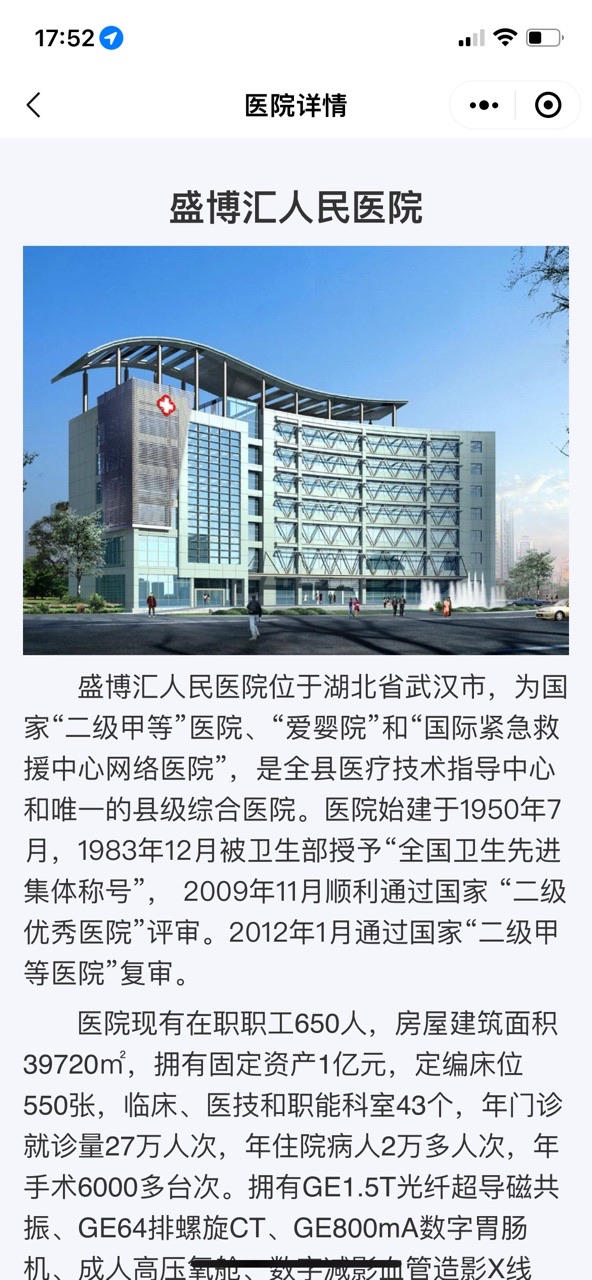 17:52
医院详情
盛博汇人民医院
盛博汇人民医院位于湖北省武汉市，为国
家“二级甲等”医院、“爱婴院”和“国际紧急救
援中心网络医院”，是全县医疗技术指导中心
和唯一的县级综合医院。医院始建于1950年7
月，1983年12月被卫生部授予“全国卫生先进
集体称号”， 2009年11月顺利通过国家 “二级
优秀医院”评审。2012年1月通过国家“二级甲
等医院”复审。
医院现有在职职工650人，房屋建筑面积
39720㎡，拥有固定资产1亿元，定编床位
550张，临床、医技和职能科室43个，年门诊
就诊量27万人次，年住院病人2万多人次，年
手术6000多台次。拥有GE1.5T光纤超导磁共
振、GE64排螺旋CT、GE800mA数字胃肠
机、成人高压氧舱、数字减影血管造影X线